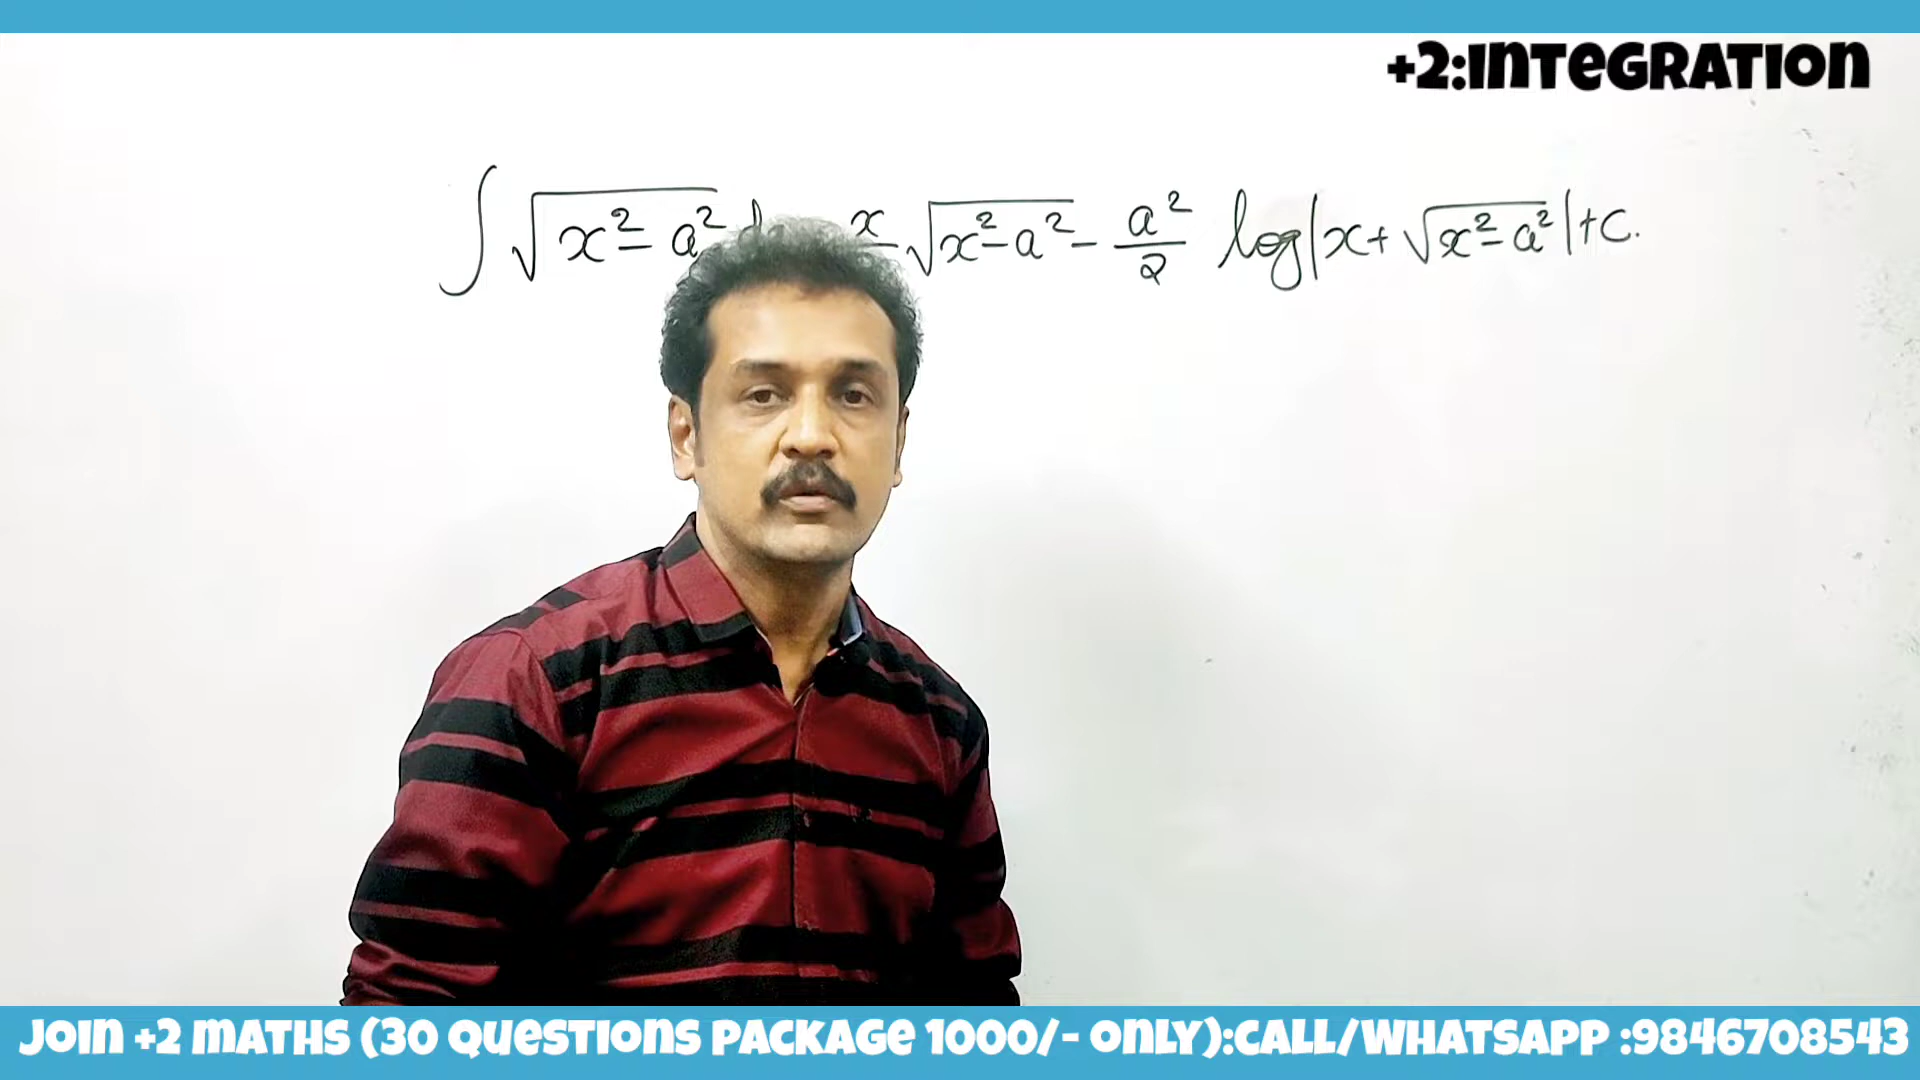 +2:INTEGRATION
∫ √(x² - a²) x/ √(x² - a²) - a²/2 log|x + √(x² - a²)| + c.
JOIN +2 MATHS (30 QUESTIONS PACKAGE 1000/- ONLY):CALL/WHATSAPP :9846708543